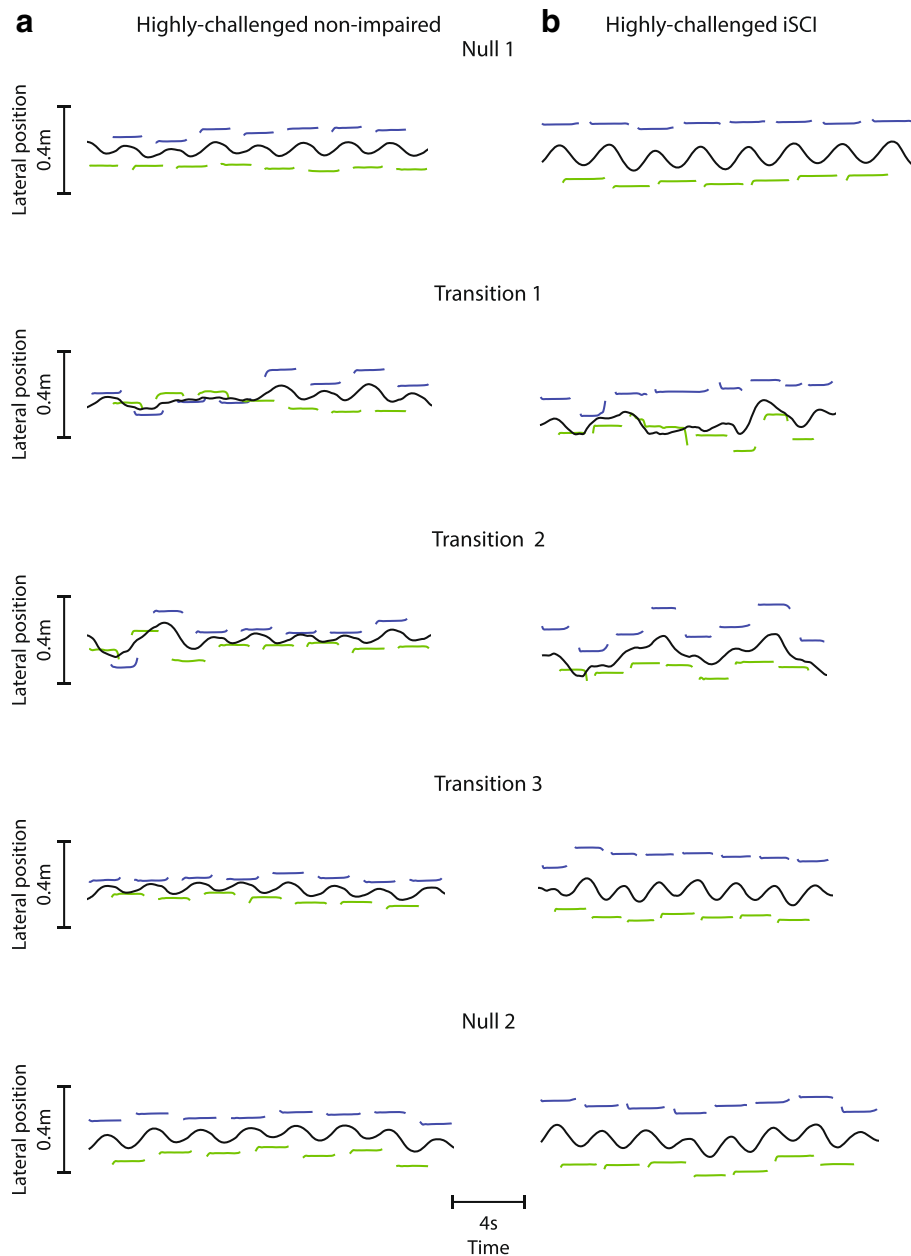 a Highly-challenged non-impaired b Highly-challenged iSCI
Null 1
Lateral position
0.4m
Transition 1
Lateral position
0.4m
Transition 2
Lateral position
0.4m
Transition 3
Lateral position
0.4m
Null 2
Lateral position
0.4m
4s
Time